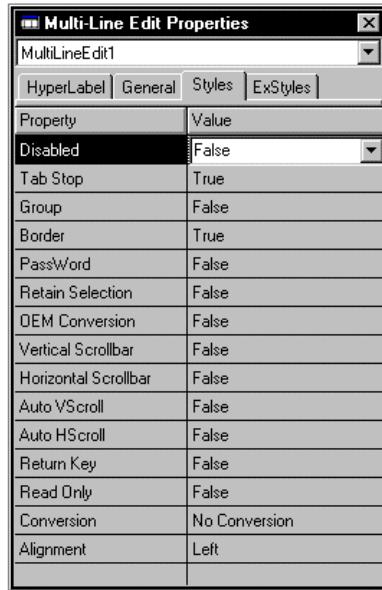 Multi-Line Edit Properties
MultiLineEdit1
HyperLabel General Styles ExStyles
Property Value
Disabled False
Tab Stop True
Group False
Border True
PassWord False
Retain Selection False
OEM Conversion False
Vertical Scrollbar False
Horizontal Scrollbar False
Auto VScroll False
Auto HScroll False
Return Key False
Read Only False
Conversion No Conversion
Alignment Left